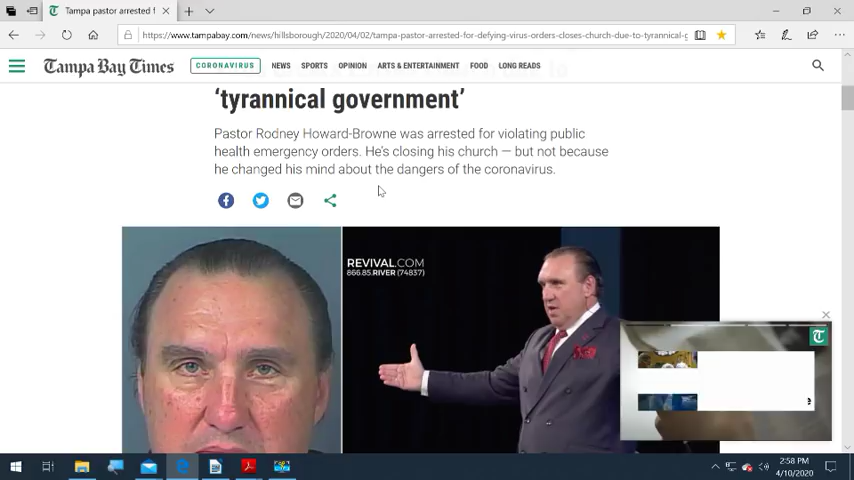 Tampa pastor arrested f
https://www.tampabay.com/news/hillsborough/2020/04/02/tampa-pastor-arrested-for-defying-virus-orders-closes-church-due-to-tyrannical-g
Tampa Bay Times
CORONAVIRUS NEWS SPORTS OPINION ARTS & ENTERTAINMENT FOOD LONG READS
‘tyrannical government’
Pastor Rodney Howard-Browne was arrested for violating public
health emergency orders. He's closing his church — but not because
he changed his mind about the dangers of the coronavirus.
REVIVAL.COM
866.85.RIVER (74837)
T
e
2:58 PM
4/10/2020